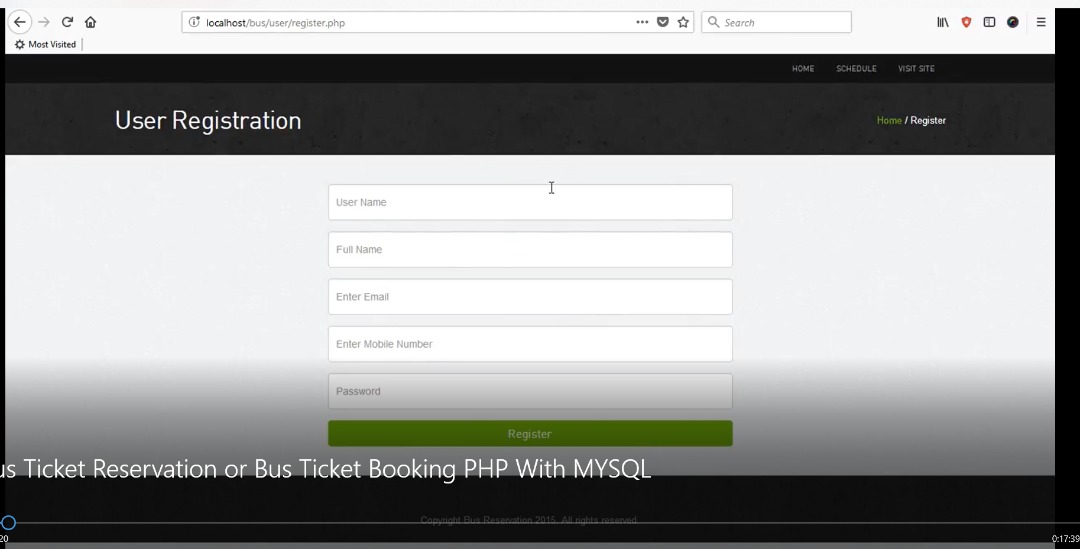 localhost/bus/user/register.php
Search
Most Visited
HOME SCHEDULE VISIT SITE
User Registration
Home / Register
User Name
Full Name
Enter Email
Enter Mobile Number
Password
Register
us Ticket Reservation or Bus Ticket Booking PHP With MYSQL
Copyright Bus Reservation 2015. All rights reserved.
20
0:17:39